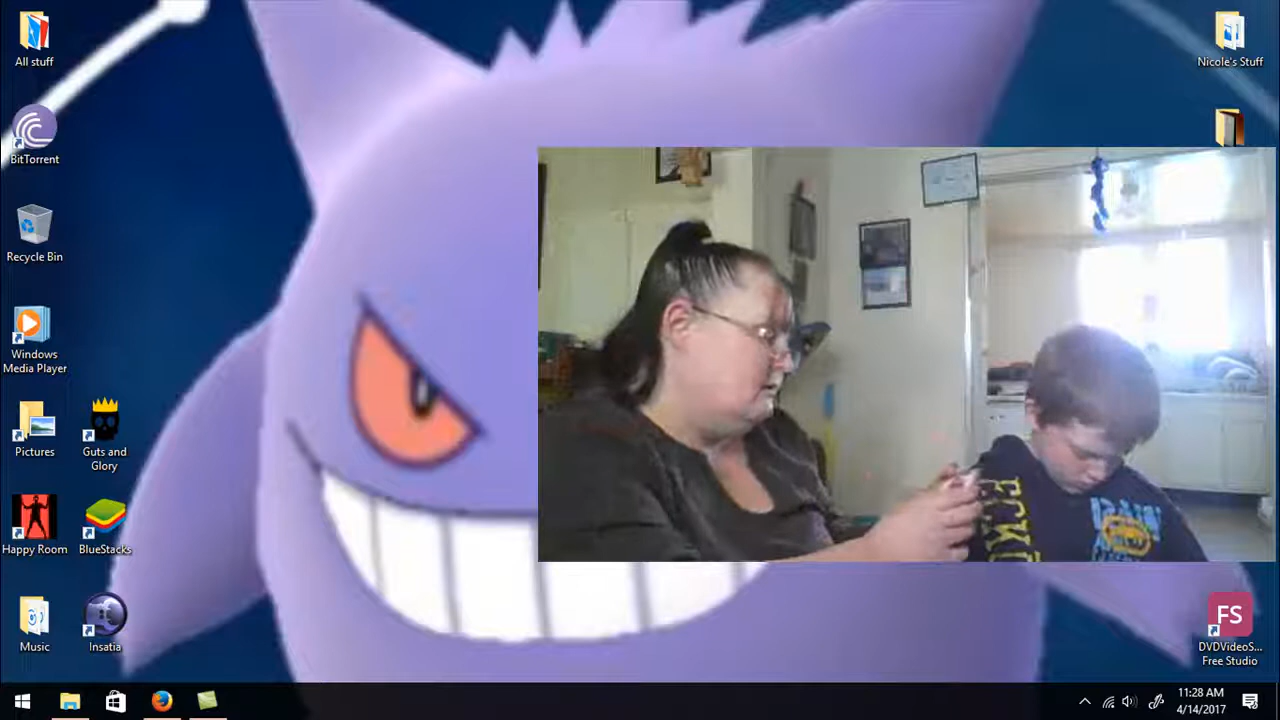 All stuff
Nicole's Stuff
BitTorrent
Recycle Bin
Windows
Media Player
Pictures
Guts and
Glory
Happy Room
BlueStacks
Music
Insatia
FS
DVDVideoS...
Free Studio
11:28 AM
4/14/2017